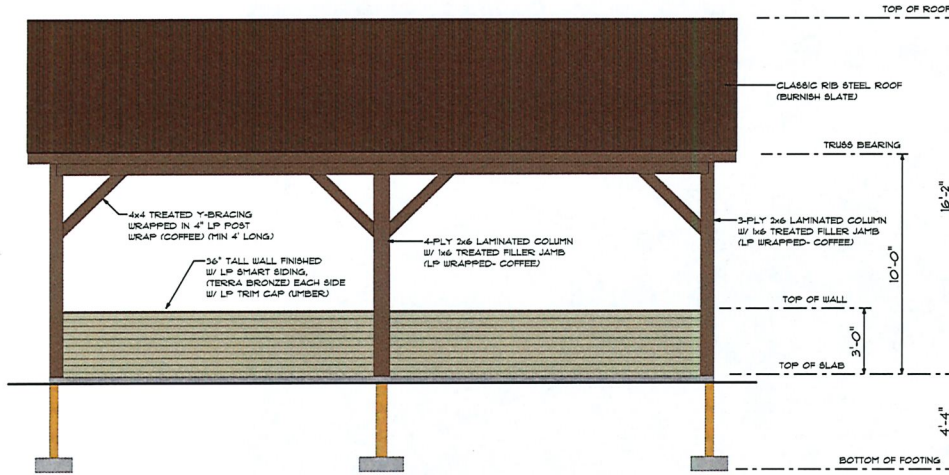 TOP OF ROOF
CLASSIC RIB STEEL ROOF
(BURNISH SLATE)
TRUSS BEARING
16'-2"
4x4 TREATED Y-BRACING
WRAPPED IN 4" LP POST
WRAP (COFFEE) (MIN 4' LONG)
4-PLY 2x6 LAMINATED COLUMN
W/ 1x6 TREATED FILLER JAMB
(LP WRAPPED- COFFEE)
3-PLY 2x6 LAMINATED COLUMN
W/ 1x6 TREATED FILLER JAMB
(LP WRAPPED- COFFEE)
36" TALL WALL FINISHED
W/ LP SMART SIDING,
(TERRA BRONZE) EACH SIDE
W/ LP TRIM CAP (UMBER)
10'-0"
TOP OF WALL
3'-0"
TOP OF SLAB
4'-4"
BOTTOM OF FOOTING